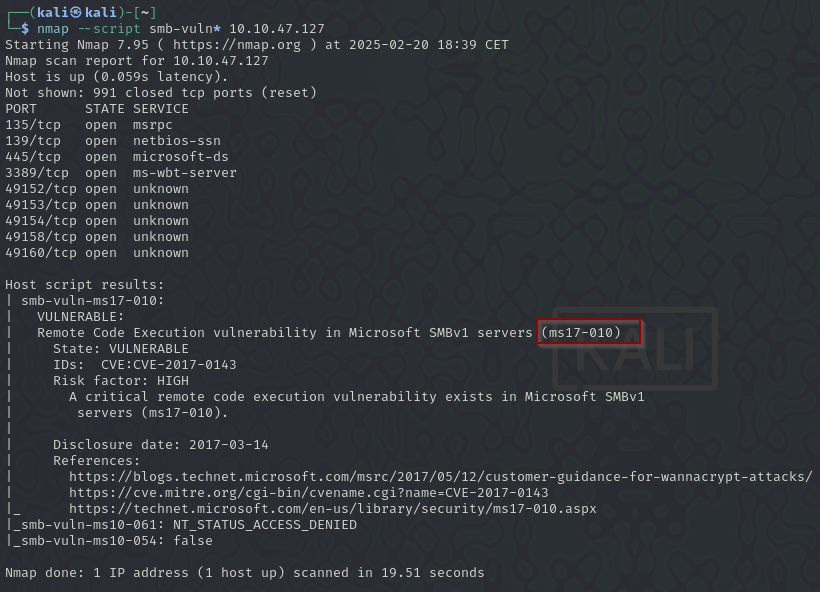 ┌──(kali㉿kali)-[~]
└─$ nmap --script smb-vuln* 10.10.47.127
Starting Nmap 7.95 ( https://nmap.org ) at 2025-02-20 18:39 CET
Nmap scan report for 10.10.47.127
Host is up (0.059s latency).
Not shown: 991 closed tcp ports (reset)
PORT      STATE SERVICE
135/tcp   open  msrpc
139/tcp   open  netbios-ssn
445/tcp   open  microsoft-ds
3389/tcp  open  ms-wbt-server
49152/tcp open  unknown
49153/tcp open  unknown
49154/tcp open  unknown
49158/tcp open  unknown
49160/tcp open  unknown

Host script results:
| smb-vuln-ms17-010:
|   VULNERABLE:
|   Remote Code Execution vulnerability in Microsoft SMBv1 servers (ms17-010)
|     State: VULNERABLE
|     IDs:  CVE:CVE-2017-0143
|     Risk factor: HIGH
|       A critical remote code execution vulnerability exists in Microsoft SMBv1
|        servers (ms17-010).
|
|     Disclosure date: 2017-03-14
|     References:
|       https://blogs.technet.microsoft.com/msrc/2017/05/12/customer-guidance-for-wannacrypt-attacks/
|       https://cve.mitre.org/cgi-bin/cvename.cgi?name=CVE-2017-0143
|_      https://technet.microsoft.com/en-us/library/security/ms17-010.aspx
|_smb-vuln-ms10-061: NT_STATUS_ACCESS_DENIED
|_smb-vuln-ms10-054: false

Nmap done: 1 IP address (1 host up) scanned in 19.51 seconds
KALI